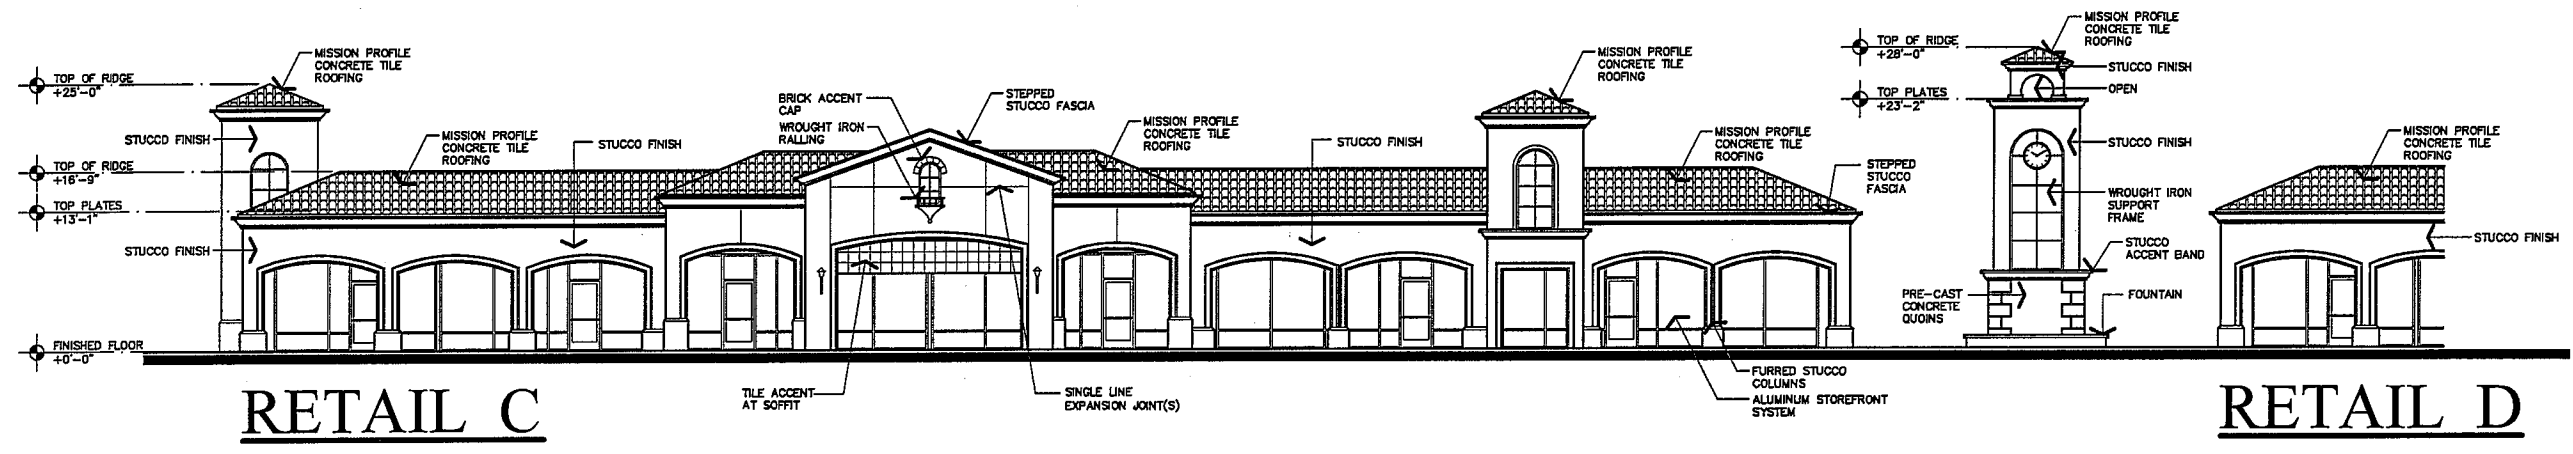 MISSION PROFILE
CONCRETE TILE
ROOFING
TOP OF RIDGE
+25'-0"
STUCCO FINISH
MISSION PROFILE
CONCRETE TILE
ROOFING
STUCCO FINISH
TOP OF RIDGE
+16'-9"
TOP PLATES
+13'-1"
STUCCO FINISH
FINISHED FLOOR
+0'-0"
BRICK ACCENT
CAP
WROUGHT IRON
RALLING
STEPPED
STUCCO FASCIA
MISSION PROFILE
CONCRETE TILE
ROOFING
STUCCO FINISH
MISSION PROFILE
CONCRETE TILE
ROOFING
MISSION PROFILE
CONCRETE TILE
ROOFING
STEPPED
STUCCO
FASCIA
TILE ACCENT
AT SOFFIT
SINGLE LINE
EXPANSION JOINT(S)
FURRED STUCCO
COLUMNS
ALUMINUM STOREFRONT
SYSTEM
TOP OF RIDGE
+28'-0"
TOP PLATES
+23'-2"
MISSION PROFILE
CONCRETE TILE
ROOFING
STUCCO FINISH
OPEN
STUCCO FINISH
WROUGHT IRON
SUPPORT
FRAME
STUCCO
ACCENT BAND
PRE-CAST
CONCRETE
QUOINS
FOUNTAIN
MISSION PROFILE
CONCRETE TILE
ROOFING
STUCCO FINISH
RETAIL C
RETAIL D